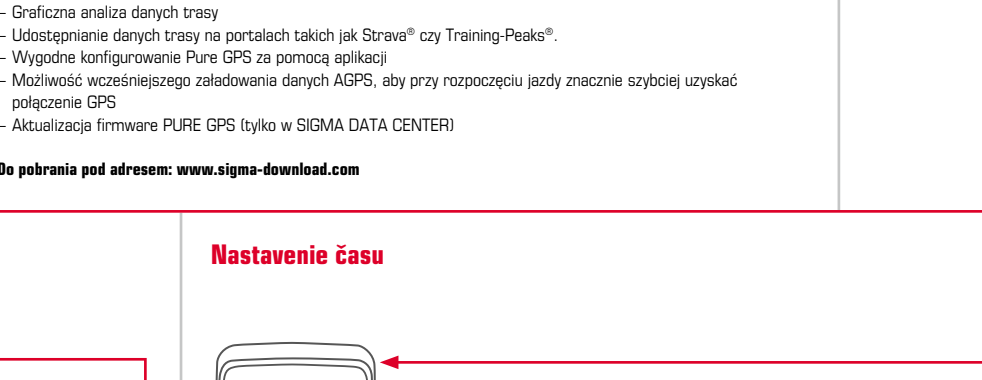 – Graficzna analiza danych trasy
– Udostępnianie danych trasy na portalach takich jak Strava® czy Training-Peaks®.
– Wygodne konfigurowanie Pure GPS za pomocą aplikacji
– Możliwość wcześniejszego załadowania danych AGPS, aby przy rozpoczęciu jazdy znacznie szybciej uzyskać
połączenie GPS
– Aktualizacja firmware PURE GPS (tylko w SIGMA DATA CENTER)
Do pobrania pod adresem: www.sigma-download.com
Nastavenie času